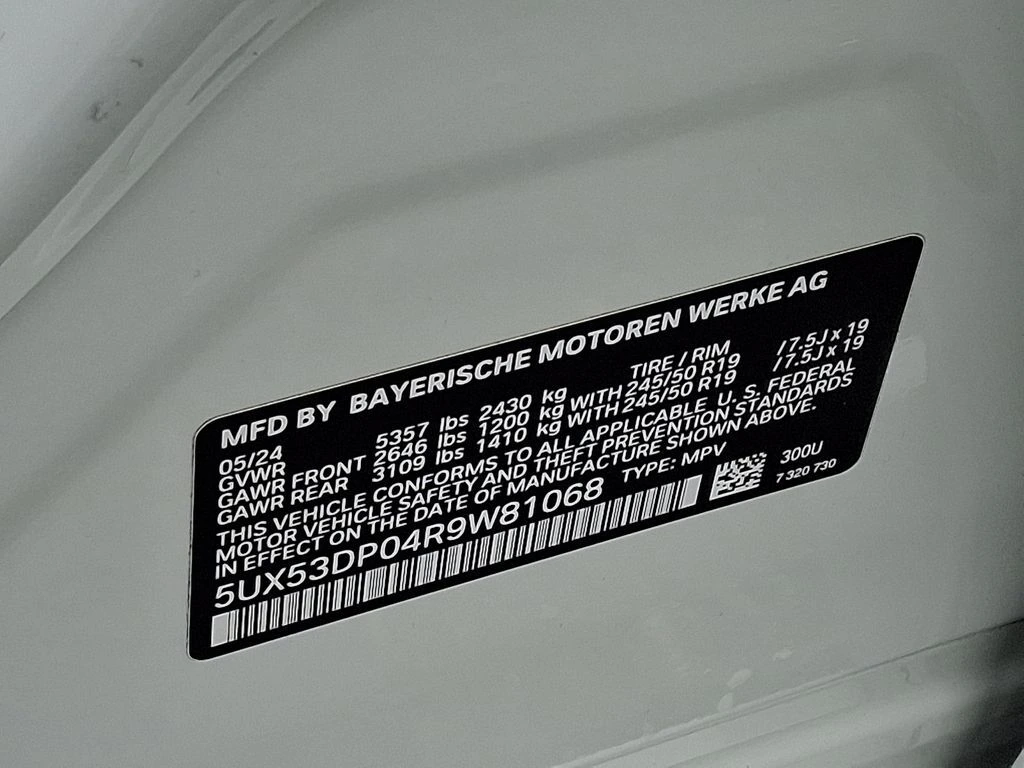 MFD BY BAYERISCHE MOTOREN WERKE AG
05/24 TIRE / RIM
GVWR 5357 lbs 2430 kg
GAWR FRONT 2646 lbs 1200 kg WITH 245/50 R19 /7.5J x 19
GAWR REAR 3109 lbs 1410 kg WITH 245/50 R19 /7.5J x 19
THIS VEHICLE CONFORMS TO ALL APPLICABLE U. S. FEDERAL
MOTOR VEHICLE SAFETY AND THEFT PREVENTION STANDARDS
IN EFFECT ON THE DATE OF MANUFACTURE SHOWN ABOVE.
5UX53DP04R9W81068 TYPE: MPV 300U
7 320 730